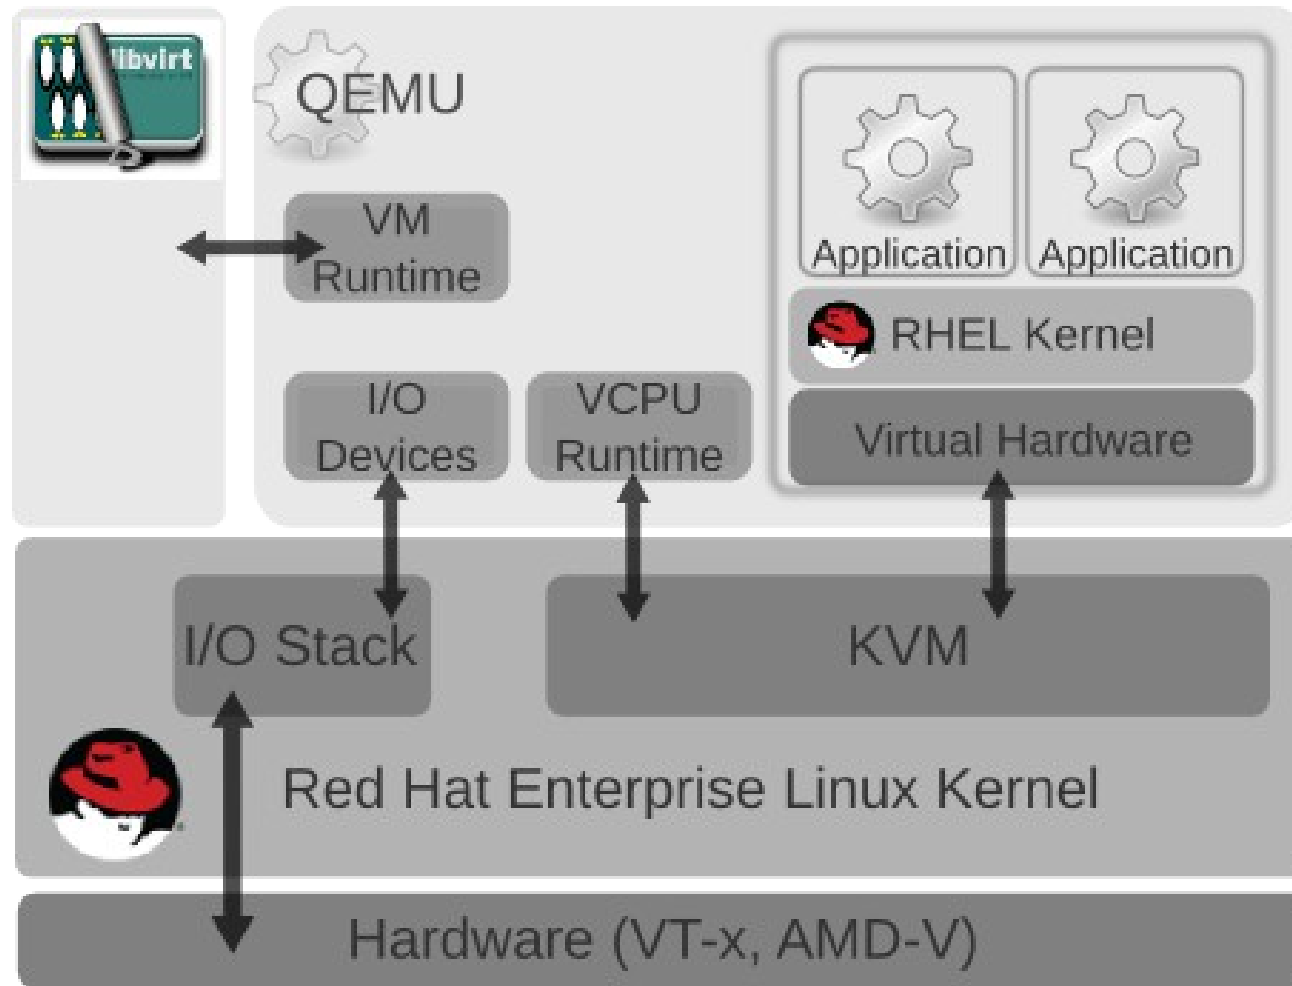 libvirt
QEMU
VM
Runtime
I/O
Devices
VCPU
Runtime
Application
Application
RHEL Kernel
Virtual Hardware
I/O Stack
KVM
Red Hat Enterprise Linux Kernel
Hardware (VT-x, AMD-V)